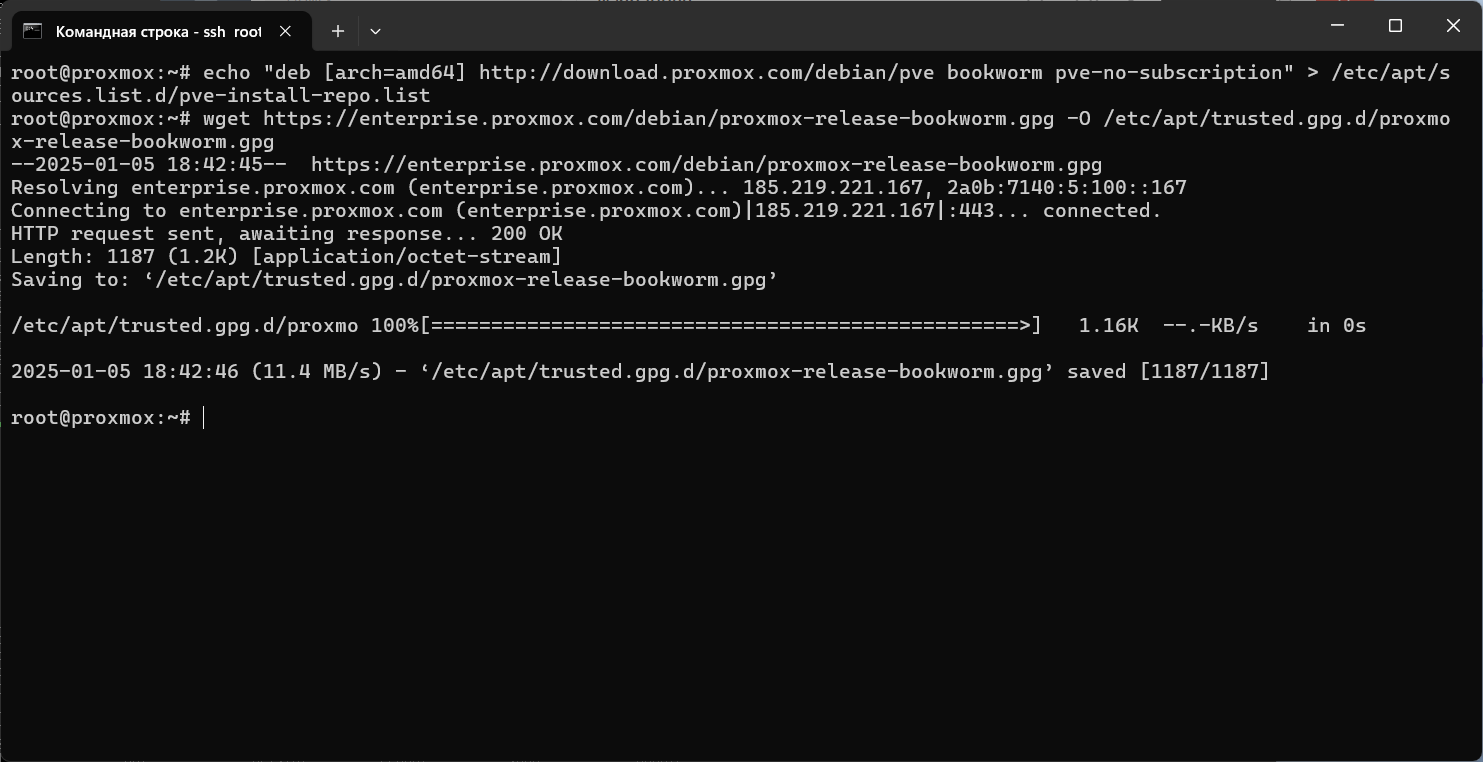 Командная строка - ssh root
root@proxmox:~# echo "deb [arch=amd64] http://download.proxmox.com/debian/pve bookworm pve-no-subscription" > /etc/apt/s
ources.list.d/pve-install-repo.list
root@proxmox:~# wget https://enterprise.proxmox.com/debian/proxmox-release-bookworm.gpg -O /etc/apt/trusted.gpg.d/proxmo
x-release-bookworm.gpg
--2025-01-05 18:42:45--  https://enterprise.proxmox.com/debian/proxmox-release-bookworm.gpg
Resolving enterprise.proxmox.com (enterprise.proxmox.com)... 185.219.221.167, 2a0b:7140:5:100::167
Connecting to enterprise.proxmox.com (enterprise.proxmox.com)|185.219.221.167|:443... connected.
HTTP request sent, awaiting response... 200 OK
Length: 1187 (1.2K) [application/octet-stream]
Saving to: ‘/etc/apt/trusted.gpg.d/proxmox-release-bookworm.gpg’
/etc/apt/trusted.gpg.d/proxmo 100%[=================================================>]   1.16K  --.-KB/s    in 0s
2025-01-05 18:42:46 (11.4 MB/s) - ‘/etc/apt/trusted.gpg.d/proxmox-release-bookworm.gpg’ saved [1187/1187]
root@proxmox:~#